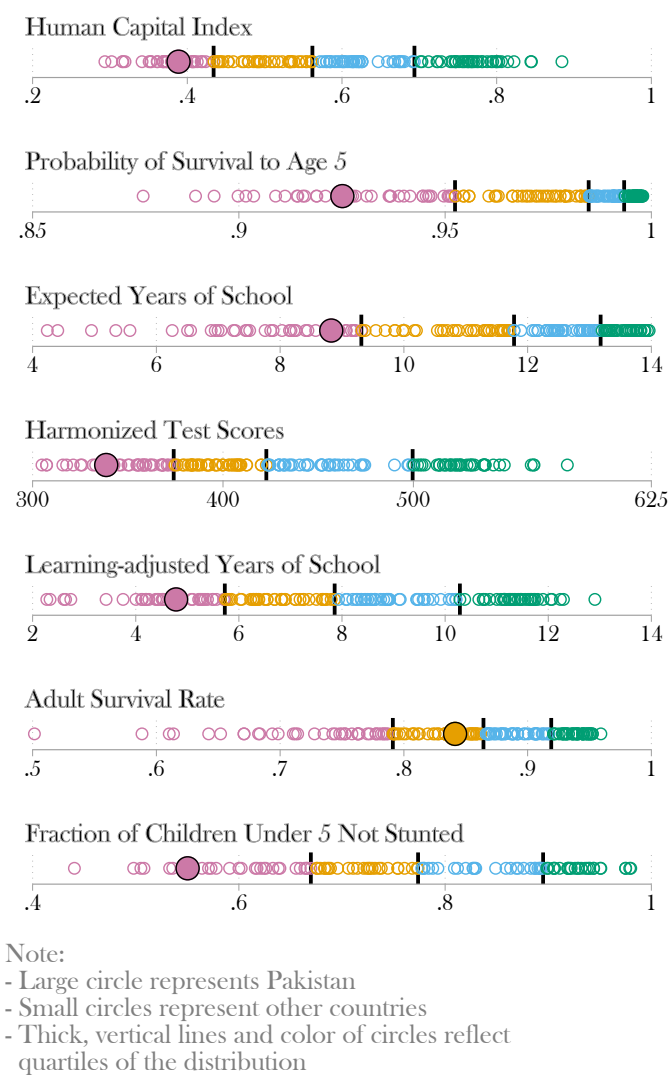 Human Capital Index
.2 .4 .6 .8 1
Probability of Survival to Age 5
.85 .9 .95 1
Expected Years of School
4 6 8 10 12 14
Harmonized Test Scores
300 400 500 625
Learning-adjusted Years of School
2 4 6 8 10 12 14
Adult Survival Rate
.5 .6 .7 .8 .9 1
Fraction of Children Under 5 Not Stunted
.4 .6 .8 1
Note:
- Large circle represents Pakistan
- Small circles represent other countries
- Thick, vertical lines and color of circles reflect
quartiles of the distribution